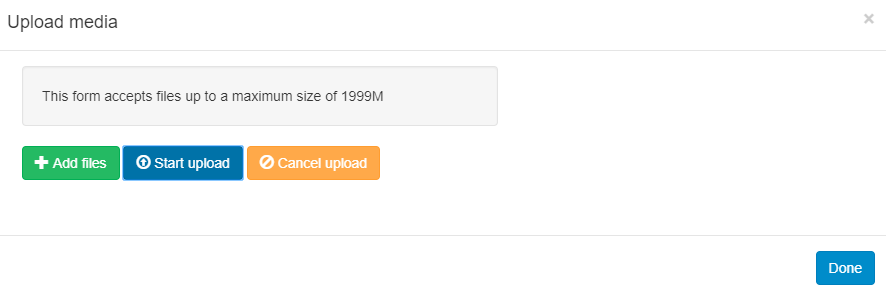 Upload media
×
This form accepts files up to a maximum size of 1999M
Add files Start upload Cancel upload
Done